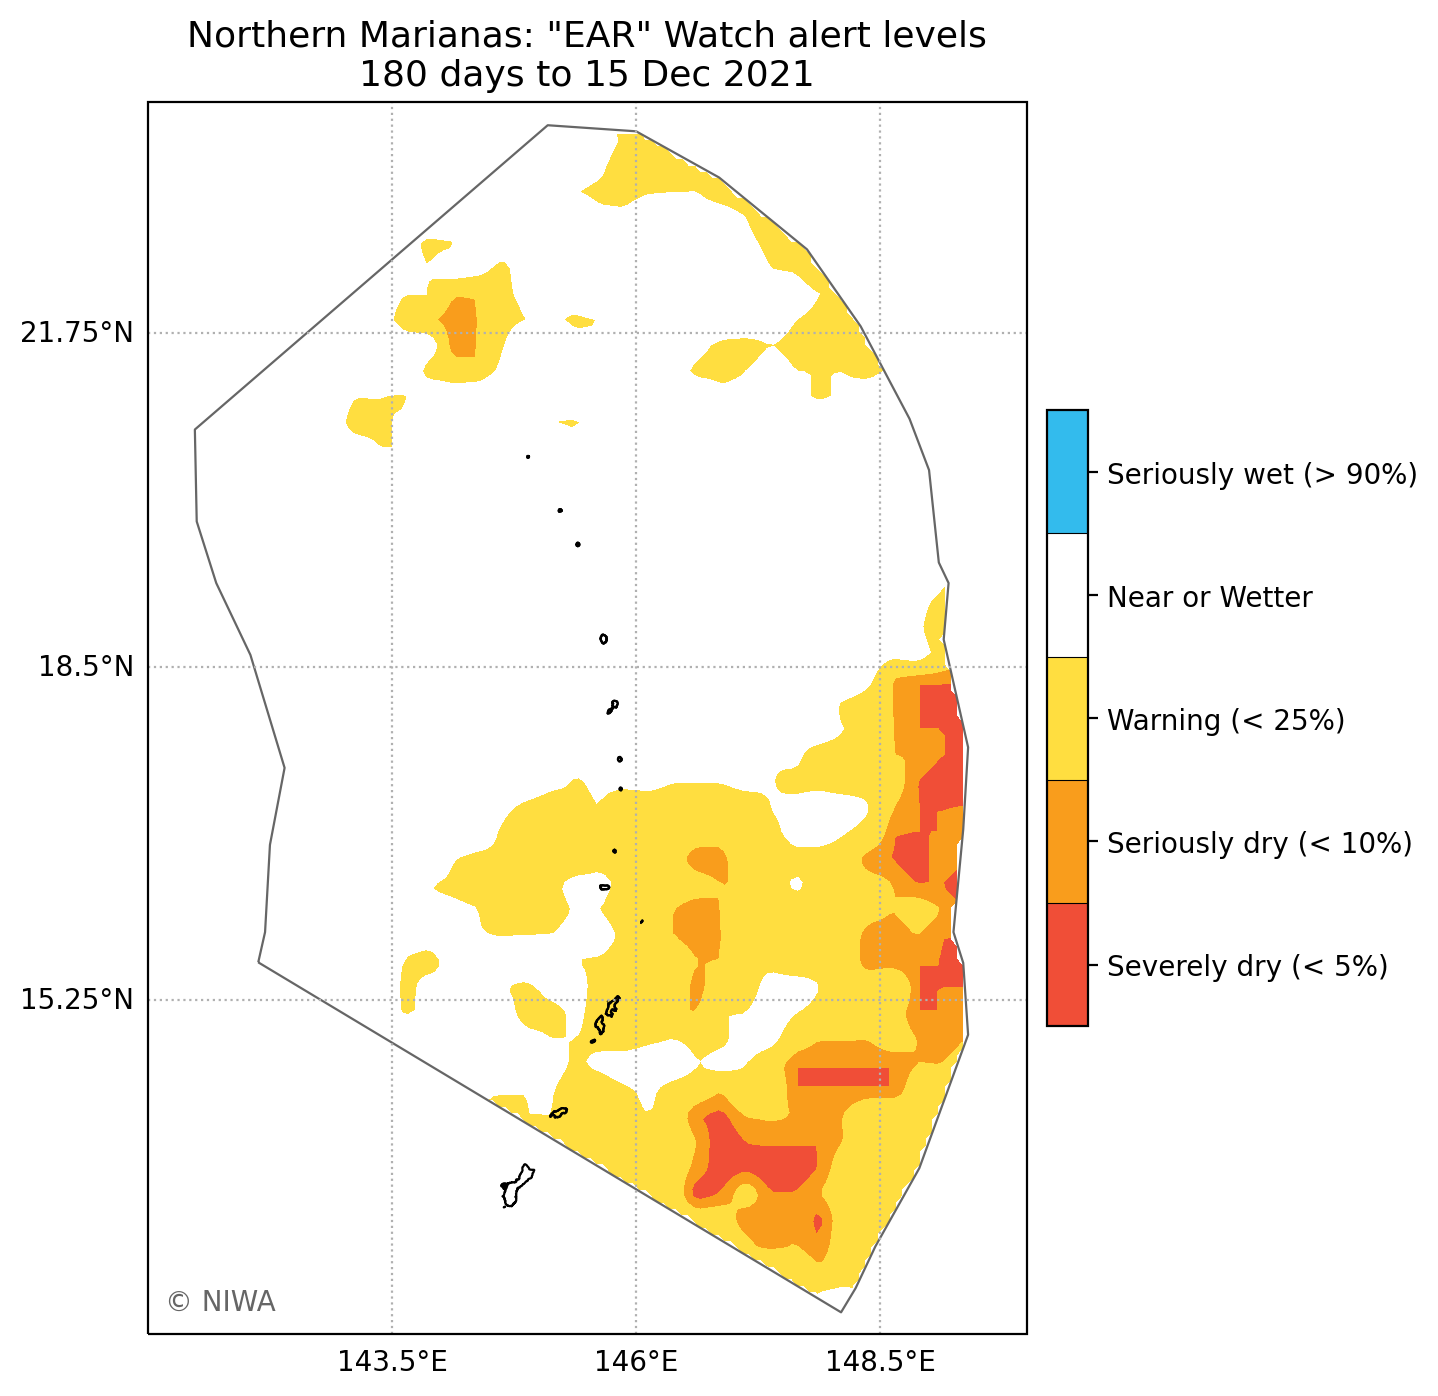 Northern Marianas: "EAR" Watch alert levels
180 days to 15 Dec 2021
21.75°N
18.5°N
15.25°N
143.5°E
146°E
148.5°E
Seriously wet (> 90%)
Near or Wetter
Warning (< 25%)
Seriously dry (< 10%)
Severely dry (< 5%)
© NIWA